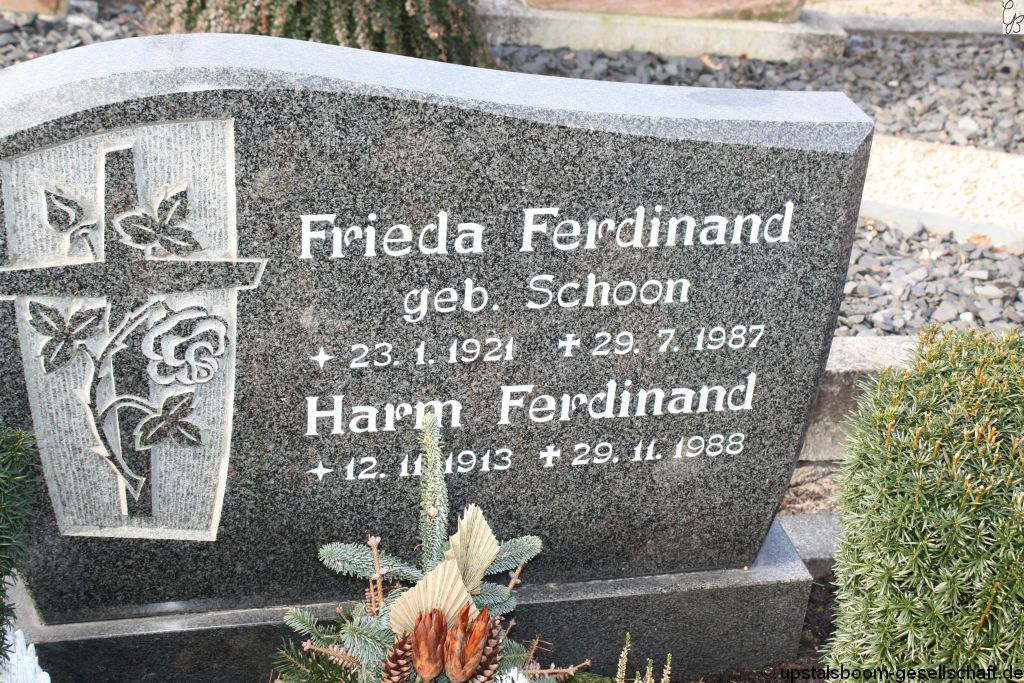 Frieda Ferdinand
geb. Schoon
✦ 23. 1. 1921 ✝ 29. 7. 1987
Harm Ferdinand
✦ 12. 11. 1913 ✝ 29. 11. 1988
© upstalsboom-gesellschaft.de